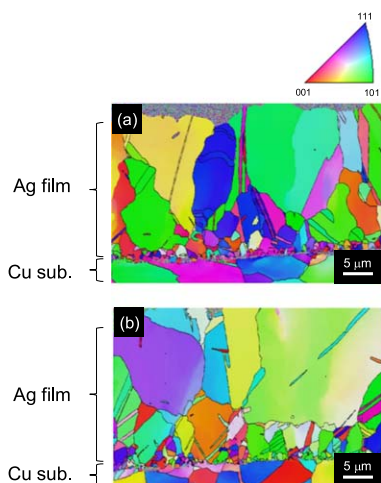 111
001
101
(a)
Ag film
Cu sub.
5 μm
(b)
Ag film
Cu sub.
5 μm